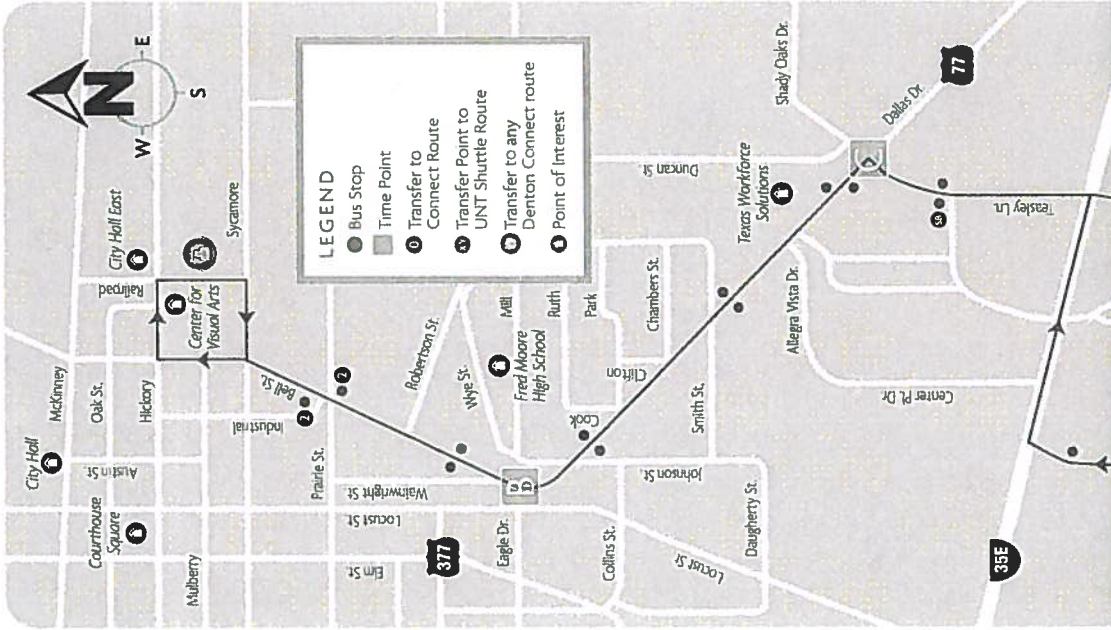 McKinney
City Hall
Oak St.
Hickory
Courthouse
Square
Austin St.
Mulberry
Industrial
Bell St.
Railroad
City Hall East
Center for
Visual Arts
Sycamore
N
W
E
S
Prairie St.
2
2
Robertson St.
Wye St.
Wainwright St.
Locust St
Elm St
377
Eagle Dr.
D
Mill
Fred Moore
High School
Ruth
Park
Cook
Clifton
Chambers St.
Collins St.
Johnson St.
Smith St.
Locust St
Daugherty St.
LEGEND
Bus Stop
Time Point
Transfer to
Connect Route
Transfer Point to
UNT Shuttle Route
Transfer to any
Denton Connect route
Point of Interest
Duncan St.
Texas Workforce
Solutions
Shady Oaks Dr.
Dallas Dr.
77
Allegra Vista Dr.
Center Pl. Dr.
Teasley Ln.
35E